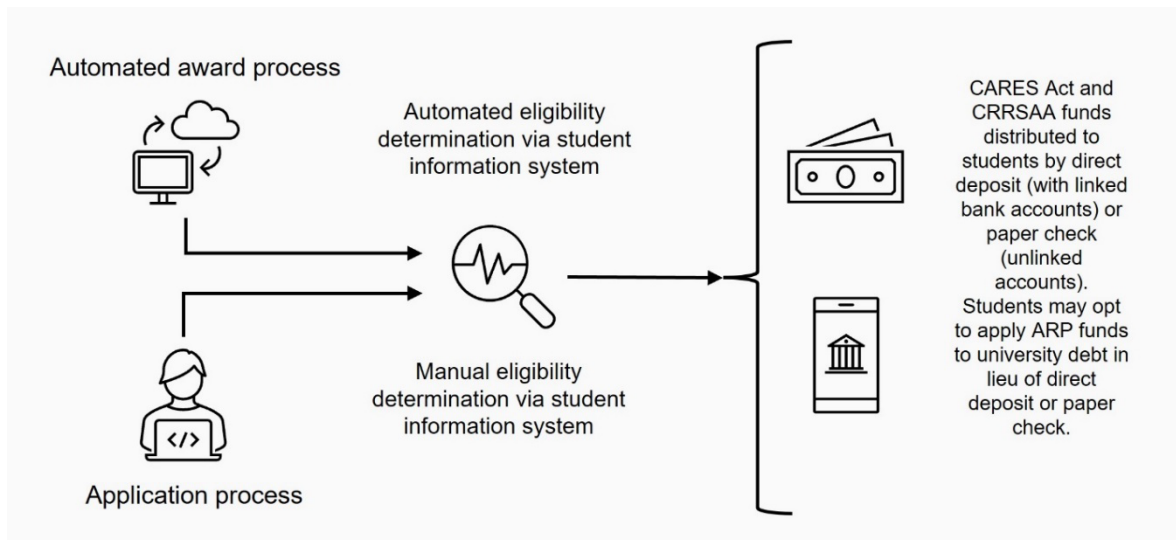 Automated award process
Automated eligibility
determination via student
information system
</>
Manual eligibility
determination via student
information system
Application process
CARES Act and
CRRSAA funds
distributed to
students by direct
deposit (with linked
bank accounts) or
paper check
(unlinked
accounts).
Students may opt
to apply ARP funds
to university debt in
lieu of direct
deposit or paper
check.